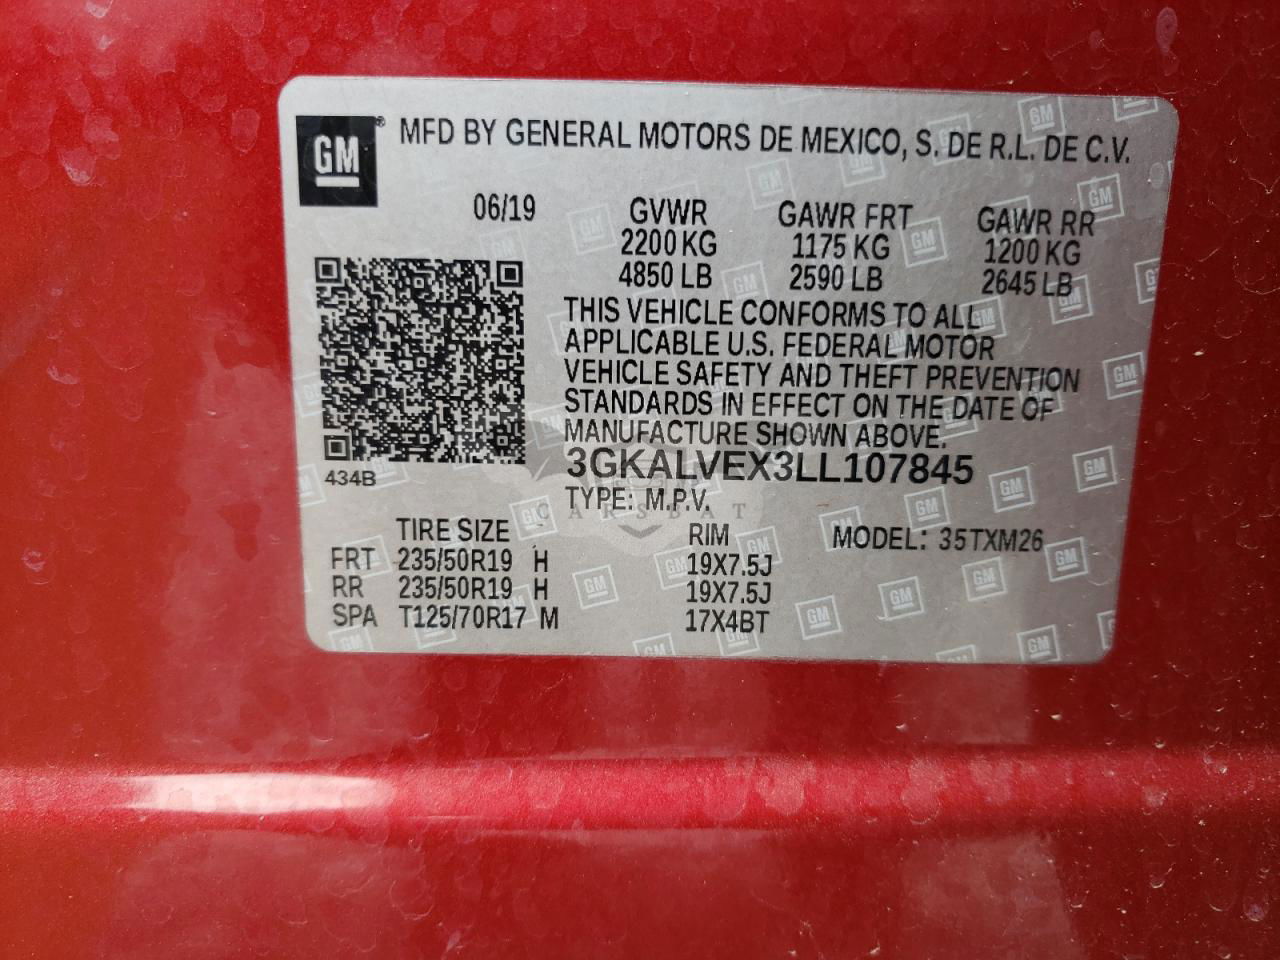 GM® MFD BY GENERAL MOTORS DE MEXICO, S. DE R.L. DE C.V.
06/19 GVWR GAWR FRT GAWR RR
2200 KG 1175 KG 1200 KG
4850 LB 2590 LB 2645 LB
THIS VEHICLE CONFORMS TO ALL
APPLICABLE U.S. FEDERAL MOTOR
VEHICLE SAFETY AND THEFT PREVENTION
STANDARDS IN EFFECT ON THE DATE OF
MANUFACTURE SHOWN ABOVE.
434B
3GKALVEX3LL107845
TYPE: M.P.V.
CARSBAT
TIRE SIZE RIM MODEL: 35TXM26
FRT 235/50R19 H 19X7.5J
RR 235/50R19 H 19X7.5J
SPA T125/70R17 M 17X4BT